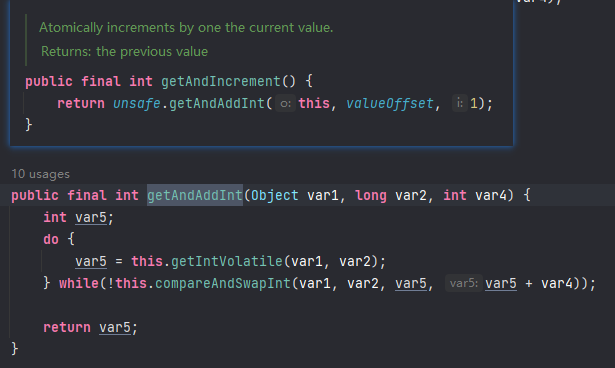 Atomically increments by one the current value.
Returns: the previous value
public final int getAndIncrement() {
return unsafe.getAndAddInt( o: this, valueOffset, i: 1);
}
10 usages
public final int getAndAddInt(Object var1, long var2, int var4) {
int var5;
do {
var5 = this.getIntVolatile(var1, var2);
} while(!this.compareAndSwapInt(var1, var2, var5, var5: var5 + var4));
return var5;
}